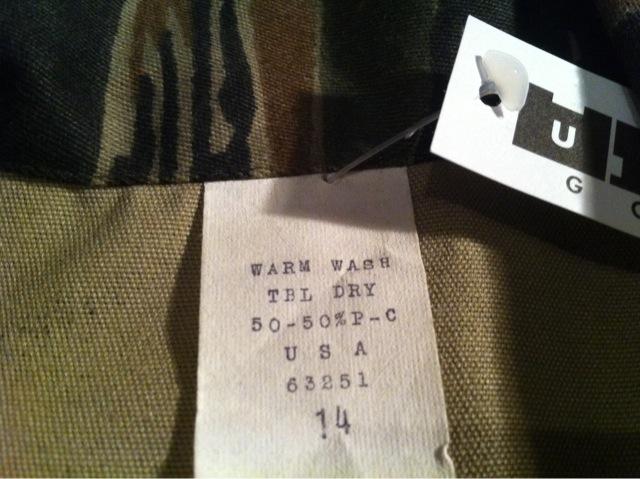 WARM WASH
TBL DRY
50-50%P-C
U S A
63251
14
U
G